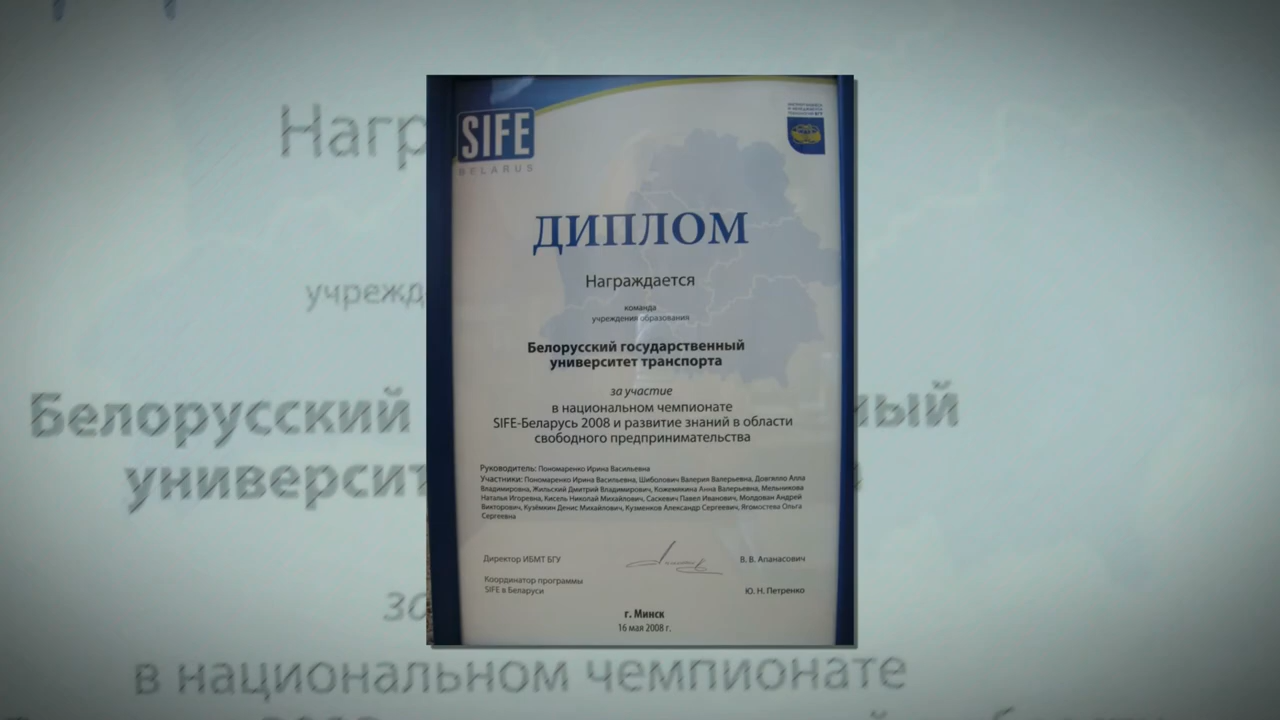 SIFE
BELARUS
ДИПЛОМ
Награждается
команда
учреждения образования
Белорусский государственный
университет транспорта
за участие
в национальном чемпионате
SIFE-Беларусь 2008 и развитие знаний в области
свободного предпринимательства
Руководитель: Пономаренко Ирина Васильевна
Участники: Пономаренко Ирина Васильевна, Шиболович Валерия Валерьевна, Довгялло Алла
Владимировна, Жильский Дмитрий Владимирович, Кожемякина Анна Валерьевна, Мельникова
Наталья Игоревна, Кисель Николай Михайлович, Саскевич Павел Иванович, Молдован Андрей
Викторович, Кузёмкин Денис Михайлович, Кузменков Александр Сергеевич, Ягомостева Ольга
Сергеевна
Директор ИБМТ БГУ
В. В. Апанасович
Координатор программы
SIFE в Беларуси
Ю. Н. Петренко
г. Минск
16 мая 2008 г.
Нагр
учрежд
Белорусский ный
университ
за
в национальном чемпионате